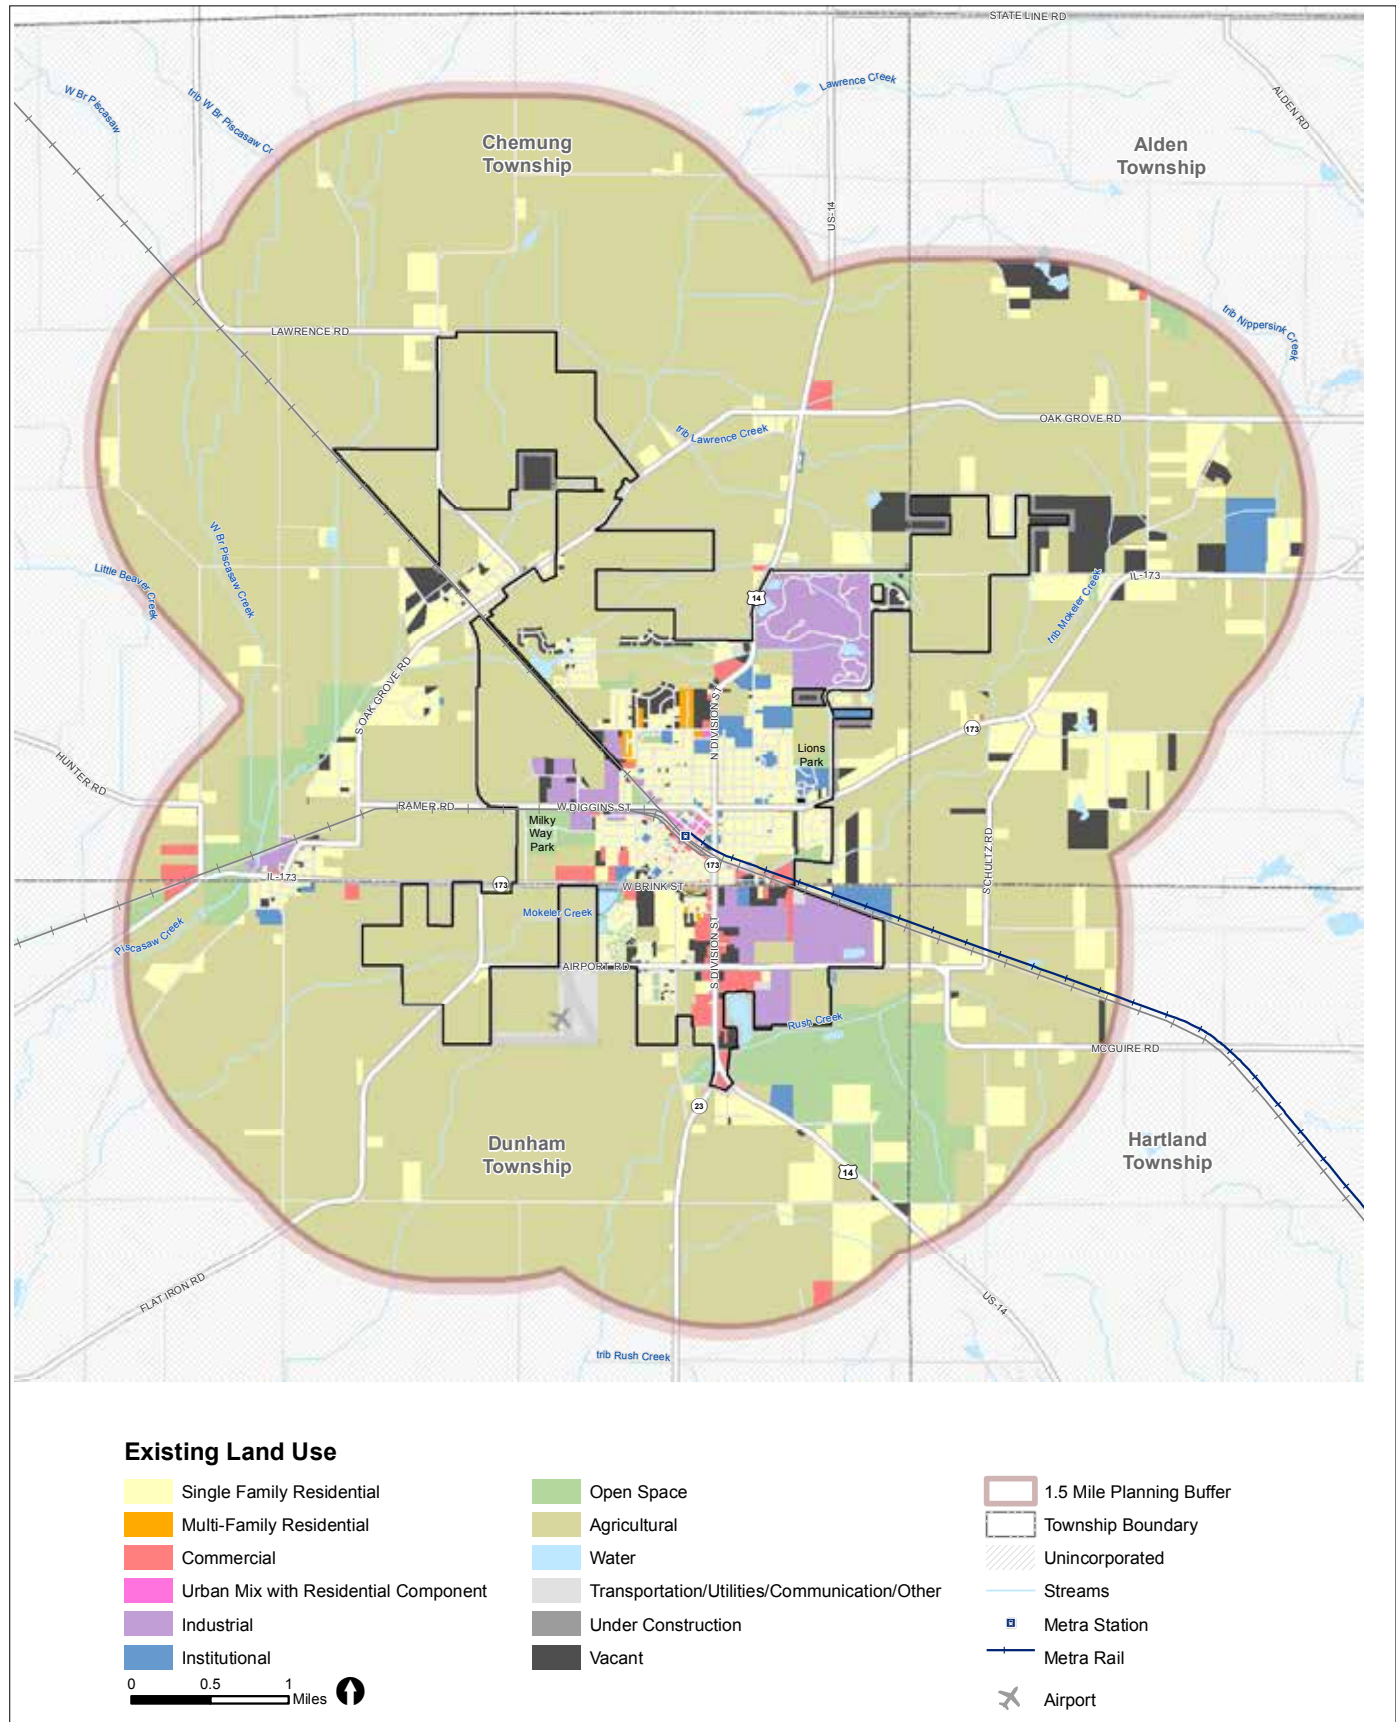 STATE LINE RD
ALDEN RD
W Br Piscasaw
trib W Br Piscasaw Cr
Lawrence Creek
Chemung
Township
Alden
Township
US-14
trib Nippersink Creek
LAWRENCE RD
OAK GROVE RD
trib Lawrence Creek
W Br Piscasaw Creek
Little Beaver
Creek
IL-173
14
trib Mokeler Creek
S OAK GROVE RD
N DIVISION ST
173
Lions
Park
HUNTER RD
RAMER RD
W DIGGINS ST
Milky
Way
Park
SCHULTZ RD
173
IL-173
173
W BRINK ST
Mokeler Creek
Piscasaw Creek
S DIVISION ST
AIRPORT RD
Rush Creek
MCGUIRE RD
23
Dunham
Township
Hartland
Township
14
FLAT IRON RD
US-14
trib Rush Creek
Existing Land Use
Single Family Residential
Multi-Family Residential
Commercial
Urban Mix with Residential Component
Industrial
Institutional
0 0.5 1
Miles
Open Space
Agricultural
Water
Transportation/Utilities/Communication/Other
Under Construction
Vacant
1.5 Mile Planning Buffer
Township Boundary
Unincorporated
Streams
Metra Station
Metra Rail
Airport